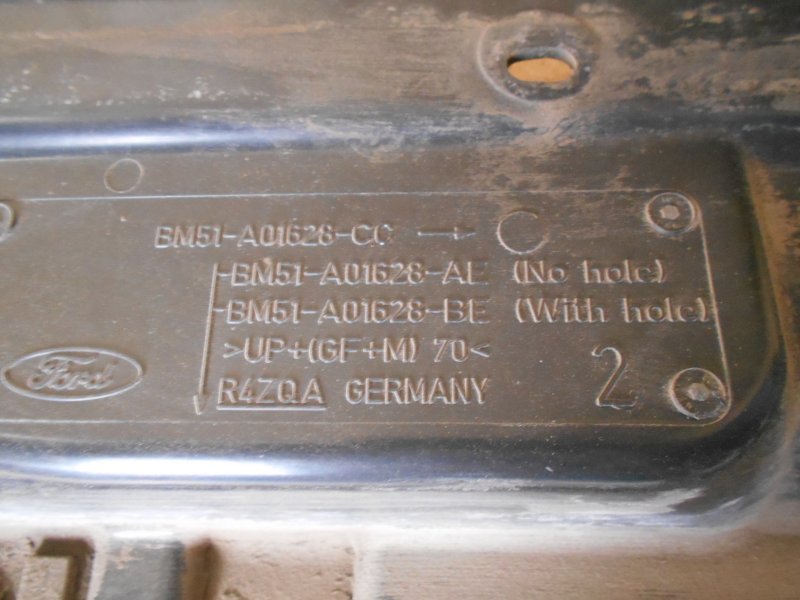 BM51-A01628-CC →
BM51-A01628-AE (No hole)
BM51-A01628-BE (With hole)
>UP+(GF+M) 70<
R4ZQA GERMANY
2
Ford